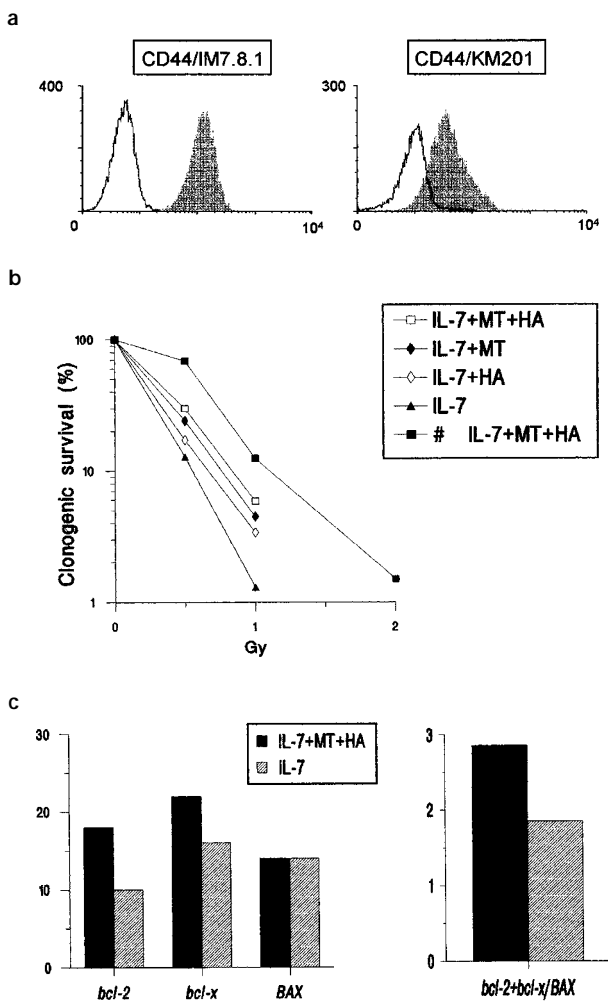 a
CD44/IM7.8.1
CD44/KM201
400
0
10⁴
300
0
10⁴
b
Clonogenic survival (%)
100
10
1
0
1
2
Gy
IL-7+MT+HA
IL-7+MT
IL-7+HA
IL-7
# IL-7+MT+HA
c
30
20
10
0
IL-7+MT+HA
IL-7
bcl-2
bcl-x
BAX
3
2
1
0
bcl-2+bcl-x/BAX